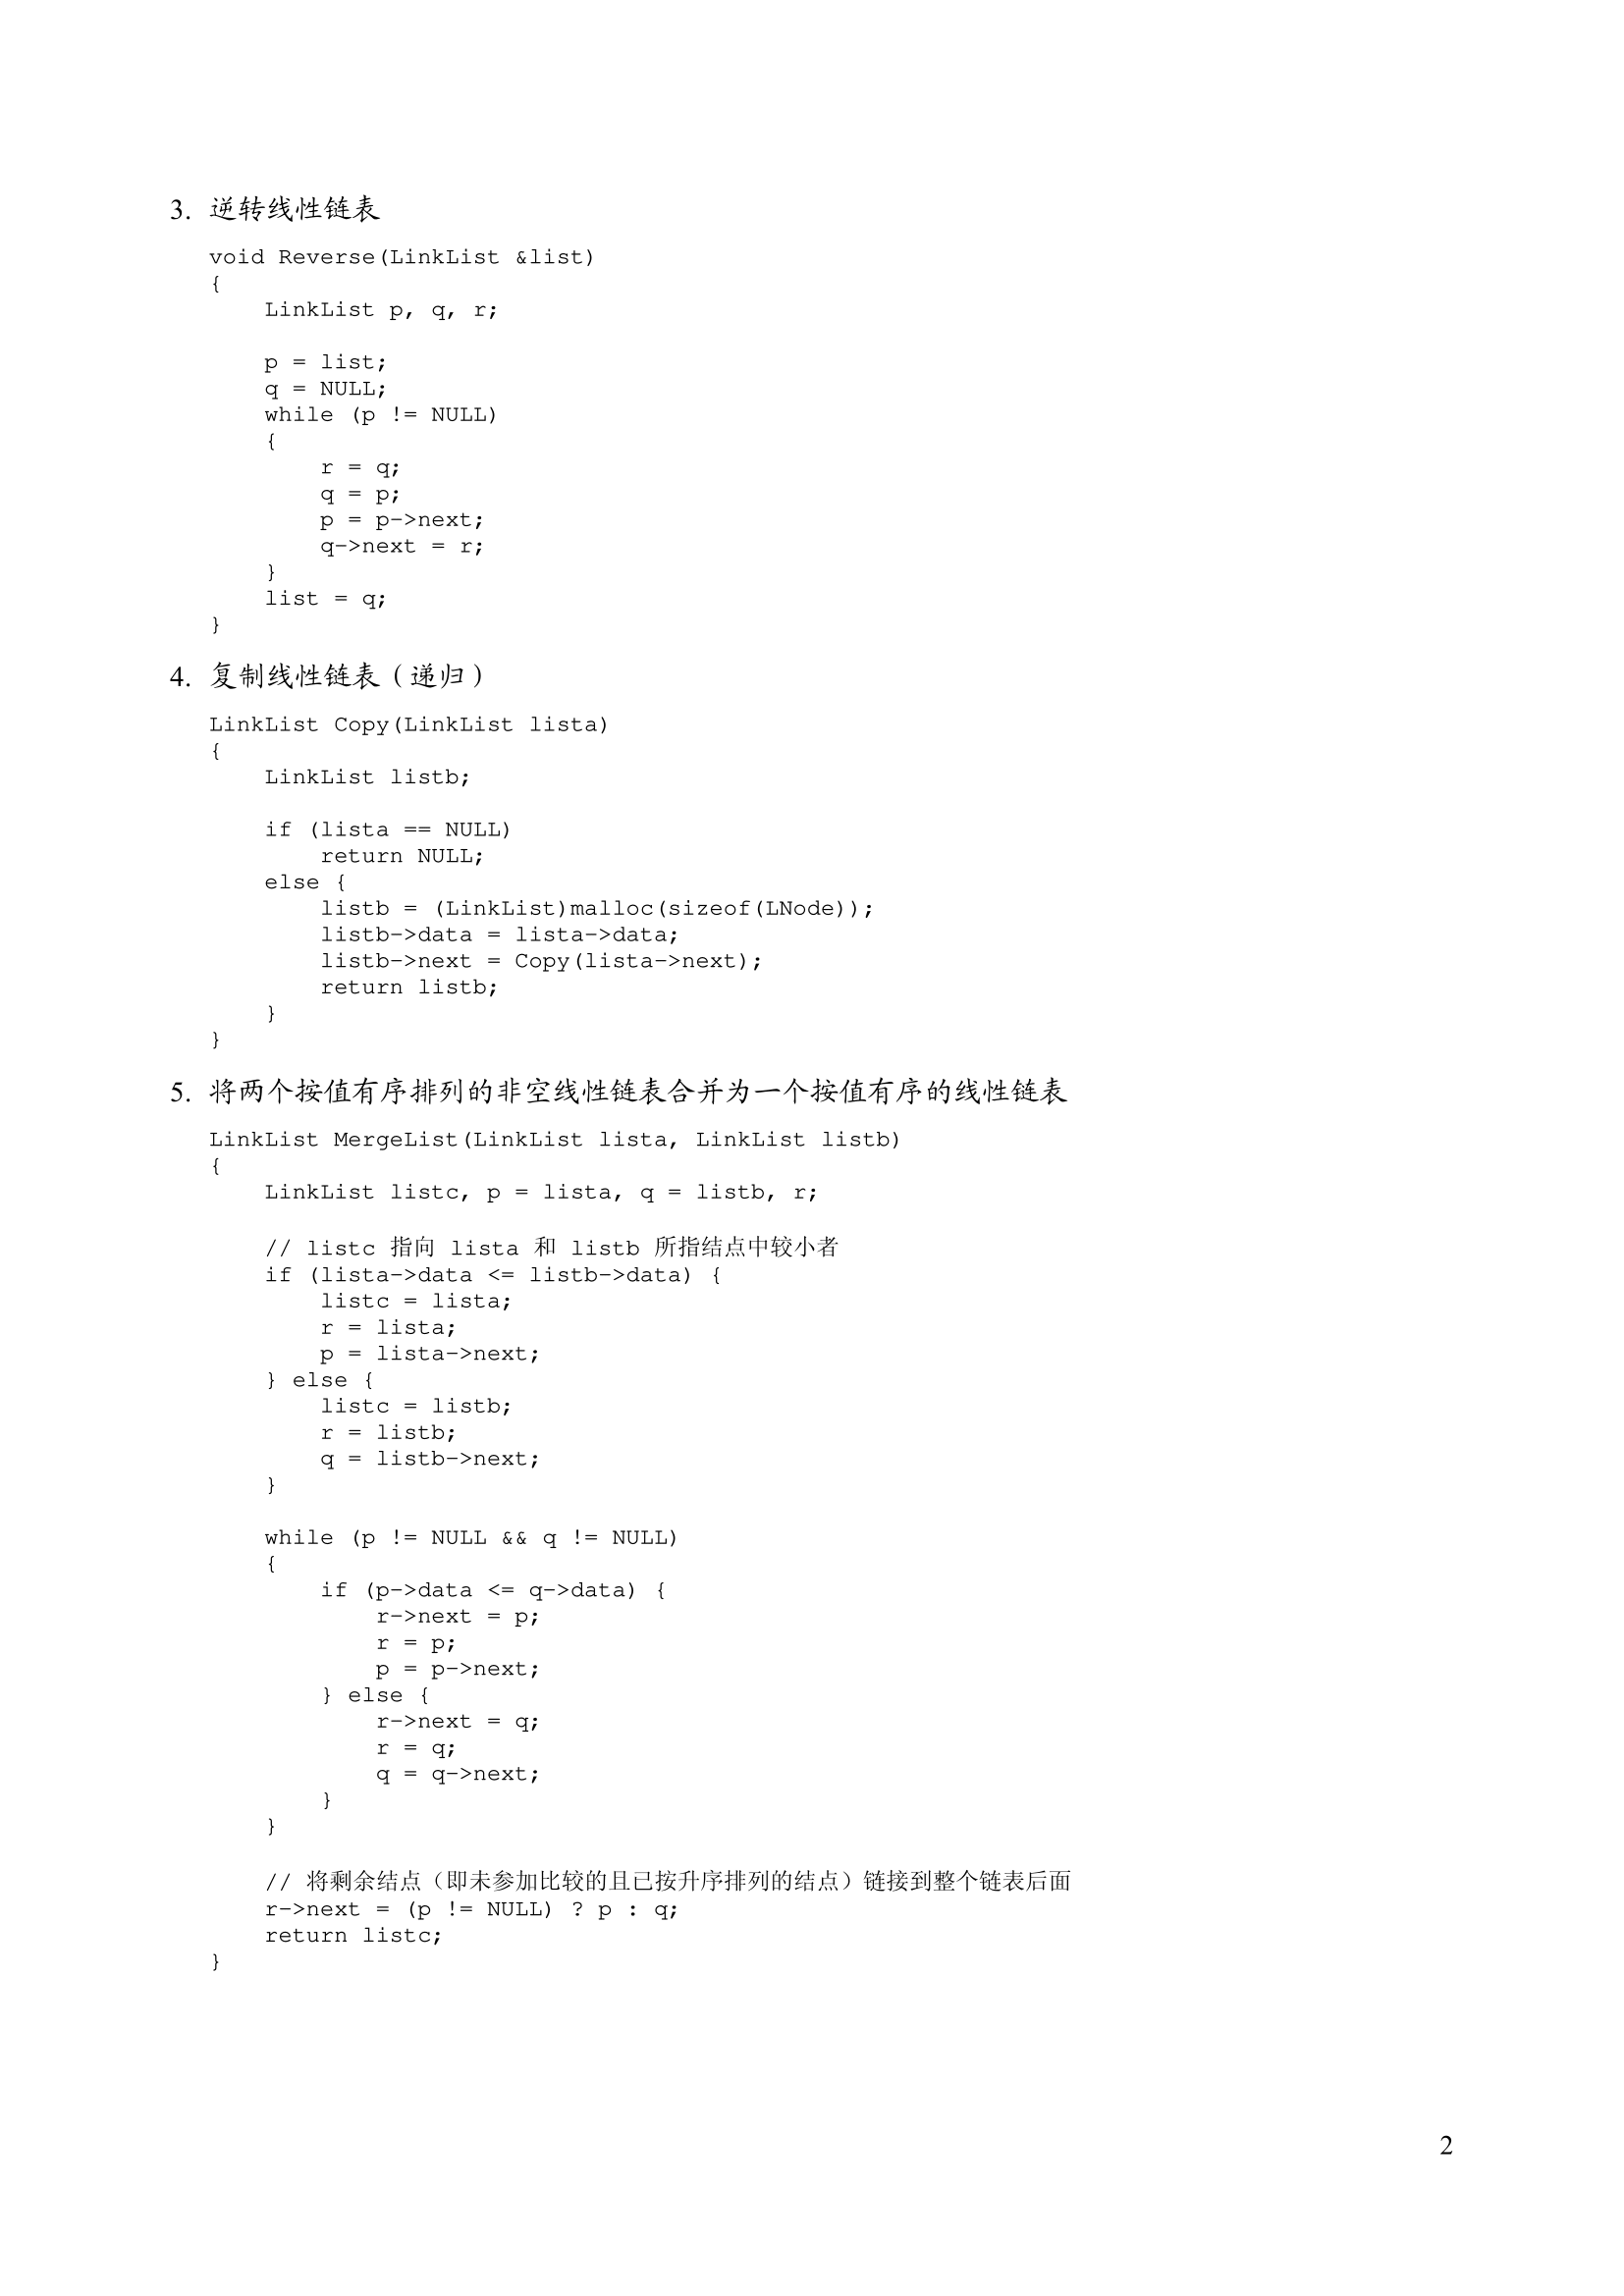 3. 逆转线性链表
void Reverse(LinkList &list)
{
    LinkList p, q, r;

    p = list;
    q = NULL;
    while (p != NULL)
    {
        r = q;
        q = p;
        p = p->next;
        q->next = r;
    }
    list = q;
}
4. 复制线性链表（递归）
LinkList Copy(LinkList lista)
{
    LinkList listb;

    if (lista == NULL)
        return NULL;
    else {
        listb = (LinkList)malloc(sizeof(LNode));
        listb->data = lista->data;
        listb->next = Copy(lista->next);
        return listb;
    }
}
5. 将两个按值有序排列的非空线性链表合并为一个按值有序的线性链表
LinkList MergeList(LinkList lista, LinkList listb)
{
    LinkList listc, p = lista, q = listb, r;

    // listc 指向 lista 和 listb 所指结点中较小者
    if (lista->data <= listb->data) {
        listc = lista;
        r = lista;
        p = lista->next;
    } else {
        listc = listb;
        r = listb;
        q = listb->next;
    }

    while (p != NULL && q != NULL)
    {
        if (p->data <= q->data) {
            r->next = p;
            r = p;
            p = p->next;
        } else {
            r->next = q;
            r = q;
            q = q->next;
        }
    }

    // 将剩余结点（即未参加比较的且已按升序排列的结点）链接到整个链表后面
    r->next = (p != NULL) ? p : q;
    return listc;
}
2